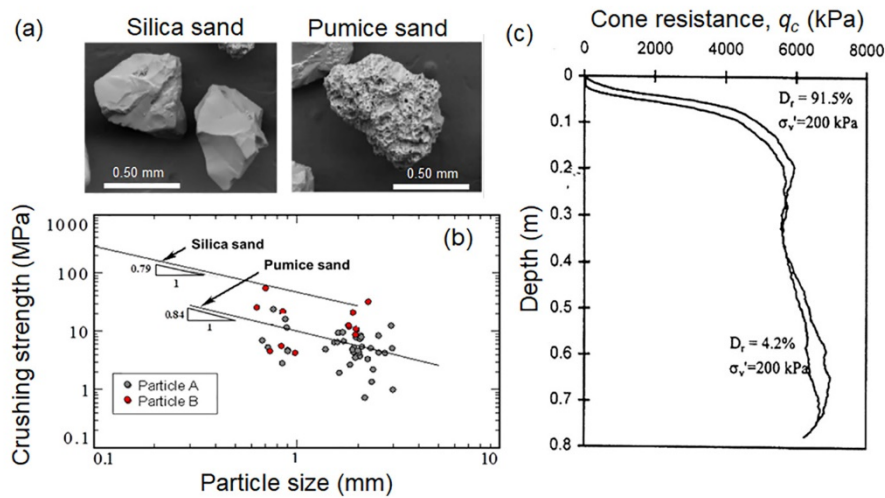 (a)
Silica sand
Pumice sand
0.50 mm
0.50 mm
(b)
Crushing strength (MPa)
1000
100
10
1
0.1
Silica sand
0.79
1
Pumice sand
0.84
1
Particle A
Particle B
0.1
1
10
Particle size (mm)
(c)
Cone resistance, qc (kPa)
0
2000
4000
6000
8000
Depth (m)
0
0.1
0.2
0.3
0.4
0.5
0.6
0.7
0.8
Dr = 91.5%
σv'=200 kPa
Dr = 4.2%
σv'=200 kPa